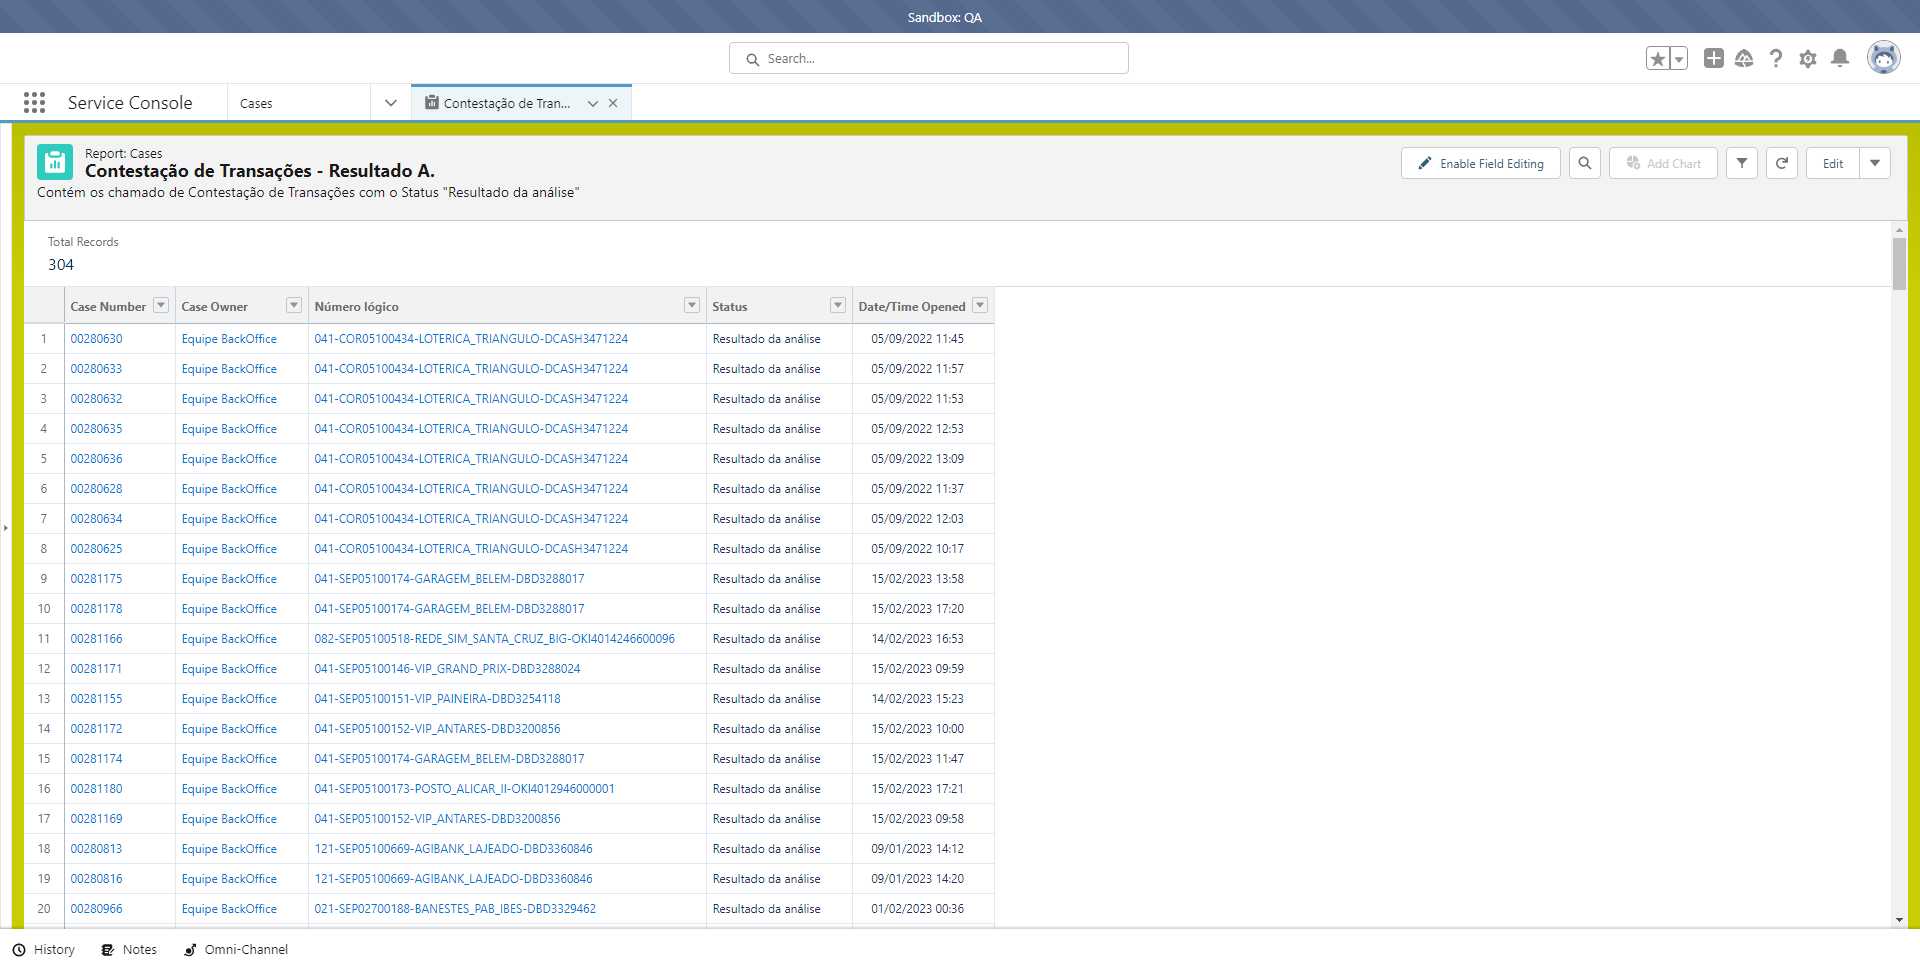 Sandbox: QA
Search...
Service Console
Cases
Contestação de Tran...
Report: Cases
Contestação de Transações - Resultado A.
Contém os chamado de Contestação de Transações com o Status "Resultado da análise"
Enable Field Editing
Add Chart
Edit
Total Records
304
Case Number Case Owner Número lógico Status Date/Time Opened
1 00280630 Equipe BackOffice 041-COR05100434-LOTERICA_TRIANGULO-DCASH3471224 Resultado da análise 05/09/2022 11:45
2 00280633 Equipe BackOffice 041-COR05100434-LOTERICA_TRIANGULO-DCASH3471224 Resultado da análise 05/09/2022 11:57
3 00280632 Equipe BackOffice 041-COR05100434-LOTERICA_TRIANGULO-DCASH3471224 Resultado da análise 05/09/2022 11:53
4 00280635 Equipe BackOffice 041-COR05100434-LOTERICA_TRIANGULO-DCASH3471224 Resultado da análise 05/09/2022 12:53
5 00280636 Equipe BackOffice 041-COR05100434-LOTERICA_TRIANGULO-DCASH3471224 Resultado da análise 05/09/2022 13:09
6 00280628 Equipe BackOffice 041-COR05100434-LOTERICA_TRIANGULO-DCASH3471224 Resultado da análise 05/09/2022 11:37
7 00280634 Equipe BackOffice 041-COR05100434-LOTERICA_TRIANGULO-DCASH3471224 Resultado da análise 05/09/2022 12:03
8 00280625 Equipe BackOffice 041-COR05100434-LOTERICA_TRIANGULO-DCASH3471224 Resultado da análise 05/09/2022 10:17
9 00281175 Equipe BackOffice 041-SEP05100174-GARAGEM_BELEM-DBD3288017 Resultado da análise 15/02/2023 13:58
10 00281178 Equipe BackOffice 041-SEP05100174-GARAGEM_BELEM-DBD3288017 Resultado da análise 15/02/2023 17:20
11 00281166 Equipe BackOffice 082-SEP05100518-REDE_SIM_SANTA_CRUZ_BIG-OKI4014246600096 Resultado da análise 14/02/2023 16:53
12 00281171 Equipe BackOffice 041-SEP05100146-VIP_GRAND_PRIX-DBD3288024 Resultado da análise 15/02/2023 09:59
13 00281155 Equipe BackOffice 041-SEP05100151-VIP_PAINEIRA-DBD3254118 Resultado da análise 14/02/2023 15:23
14 00281172 Equipe BackOffice 041-SEP05100152-VIP_ANTARES-DBD3200856 Resultado da análise 15/02/2023 10:00
15 00281174 Equipe BackOffice 041-SEP05100174-GARAGEM_BELEM-DBD3288017 Resultado da análise 15/02/2023 11:47
16 00281180 Equipe BackOffice 041-SEP05100173-POSTO_ALICAR_II-OKI4012946000001 Resultado da análise 15/02/2023 17:21
17 00281169 Equipe BackOffice 041-SEP05100152-VIP_ANTARES-DBD3200856 Resultado da análise 15/02/2023 09:58
18 00280813 Equipe BackOffice 121-SEP05100669-AGIBANK_LAJEADO-DBD3360846 Resultado da análise 09/01/2023 14:12
19 00280816 Equipe BackOffice 121-SEP05100669-AGIBANK_LAJEADO-DBD3360846 Resultado da análise 09/01/2023 14:20
20 00280966 Equipe BackOffice 021-SEP02700188-BANESTES_PAB_IBES-DBD3329462 Resultado da análise 01/02/2023 00:36
History Notes Omni-Channel